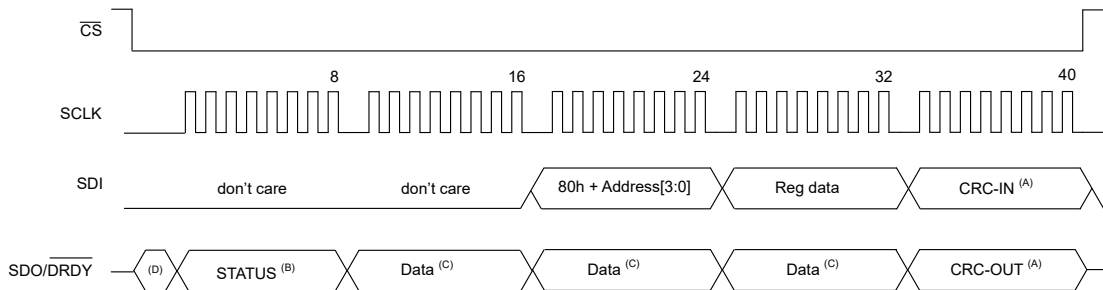 CS
8 16 24 32 40
SCLK
SDI don't care don't care 80h + Address[3:0] Reg data CRC-IN (A)
SDO/DRDY (D) STATUS (B) Data (C) Data (C) Data (C) CRC-OUT (A)